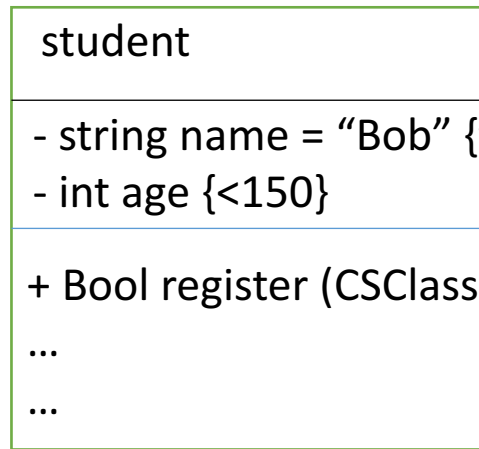 student
- string name = “Bob” {
- int age {<150}
+ Bool register (CSClass
...
...